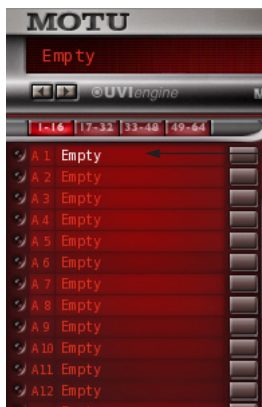 MOTU
Empty
UVIengine M
1-16 17-32 33-48 49-64
A 1 Empty
A 2 Empty
A 3 Empty
A 4 Empty
A 5 Empty
A 6 Empty
A 7 Empty
A 8 Empty
A 9 Empty
A10 Empty
A11 Empty
A12 Empty